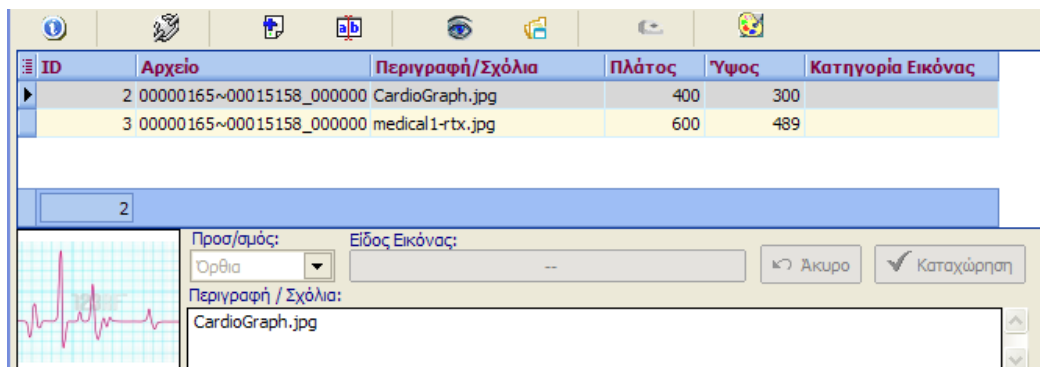 ab
ID Αρχείο Περιγραφή/Σχόλια Πλάτος Ύψος Κατηγορία Εικόνας
2 00000165~00015158_000000 CardioGraph.jpg 400 300
3 00000165~00015158_000000 medical1-rtx.jpg 600 489
2
Προσ/σμός: Είδος Εικόνας:
Όρθια -- Άκυρο Καταχώρηση
Περιγραφή / Σχόλια:
CardioGraph.jpg